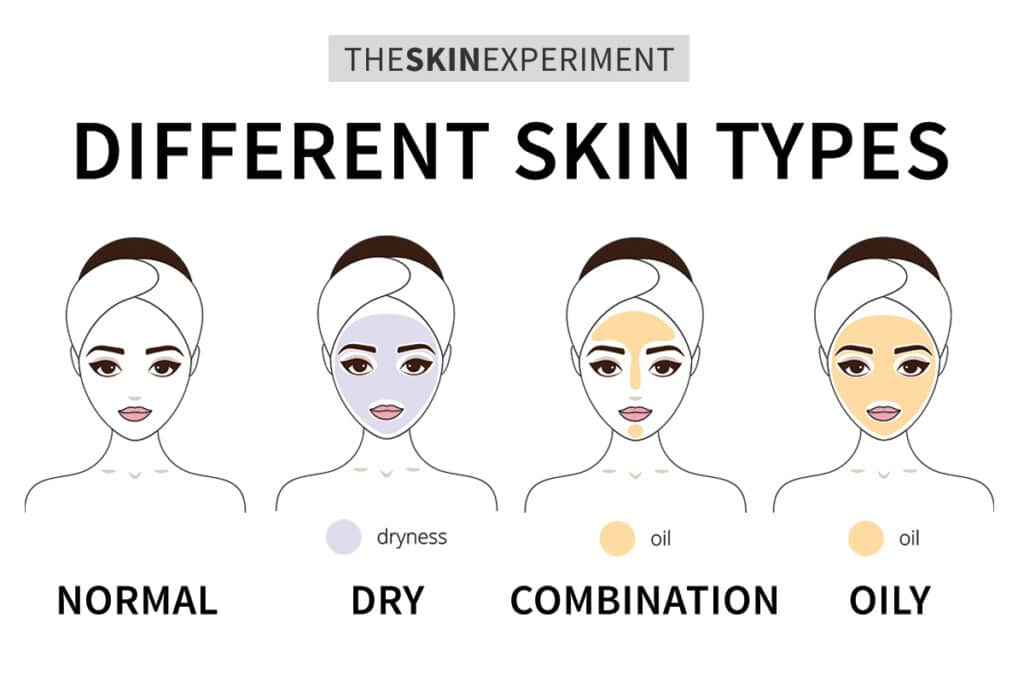 THESKINEXPERIMENT
DIFFERENT SKIN TYPES
dryness
oil
oil
NORMAL
DRY
COMBINATION
OILY